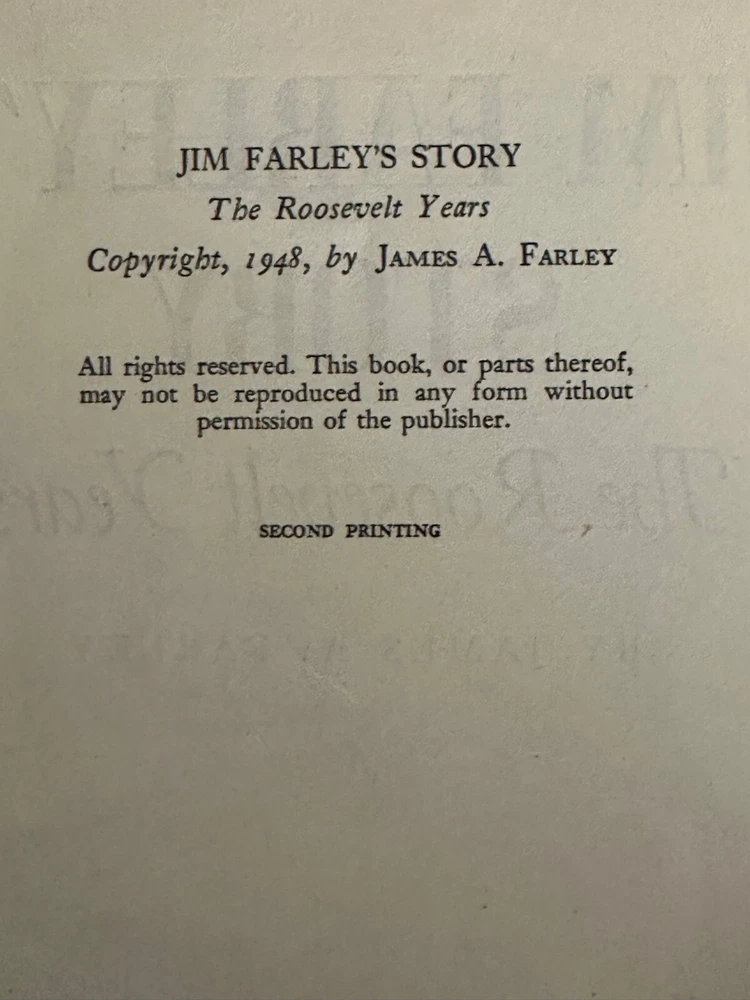 JIM FARLEY'S STORY
The Roosevelt Years
Copyright, 1948, by JAMES A. FARLEY
All rights reserved. This book, or parts thereof,
may not be reproduced in any form without
permission of the publisher.
SECOND PRINTING